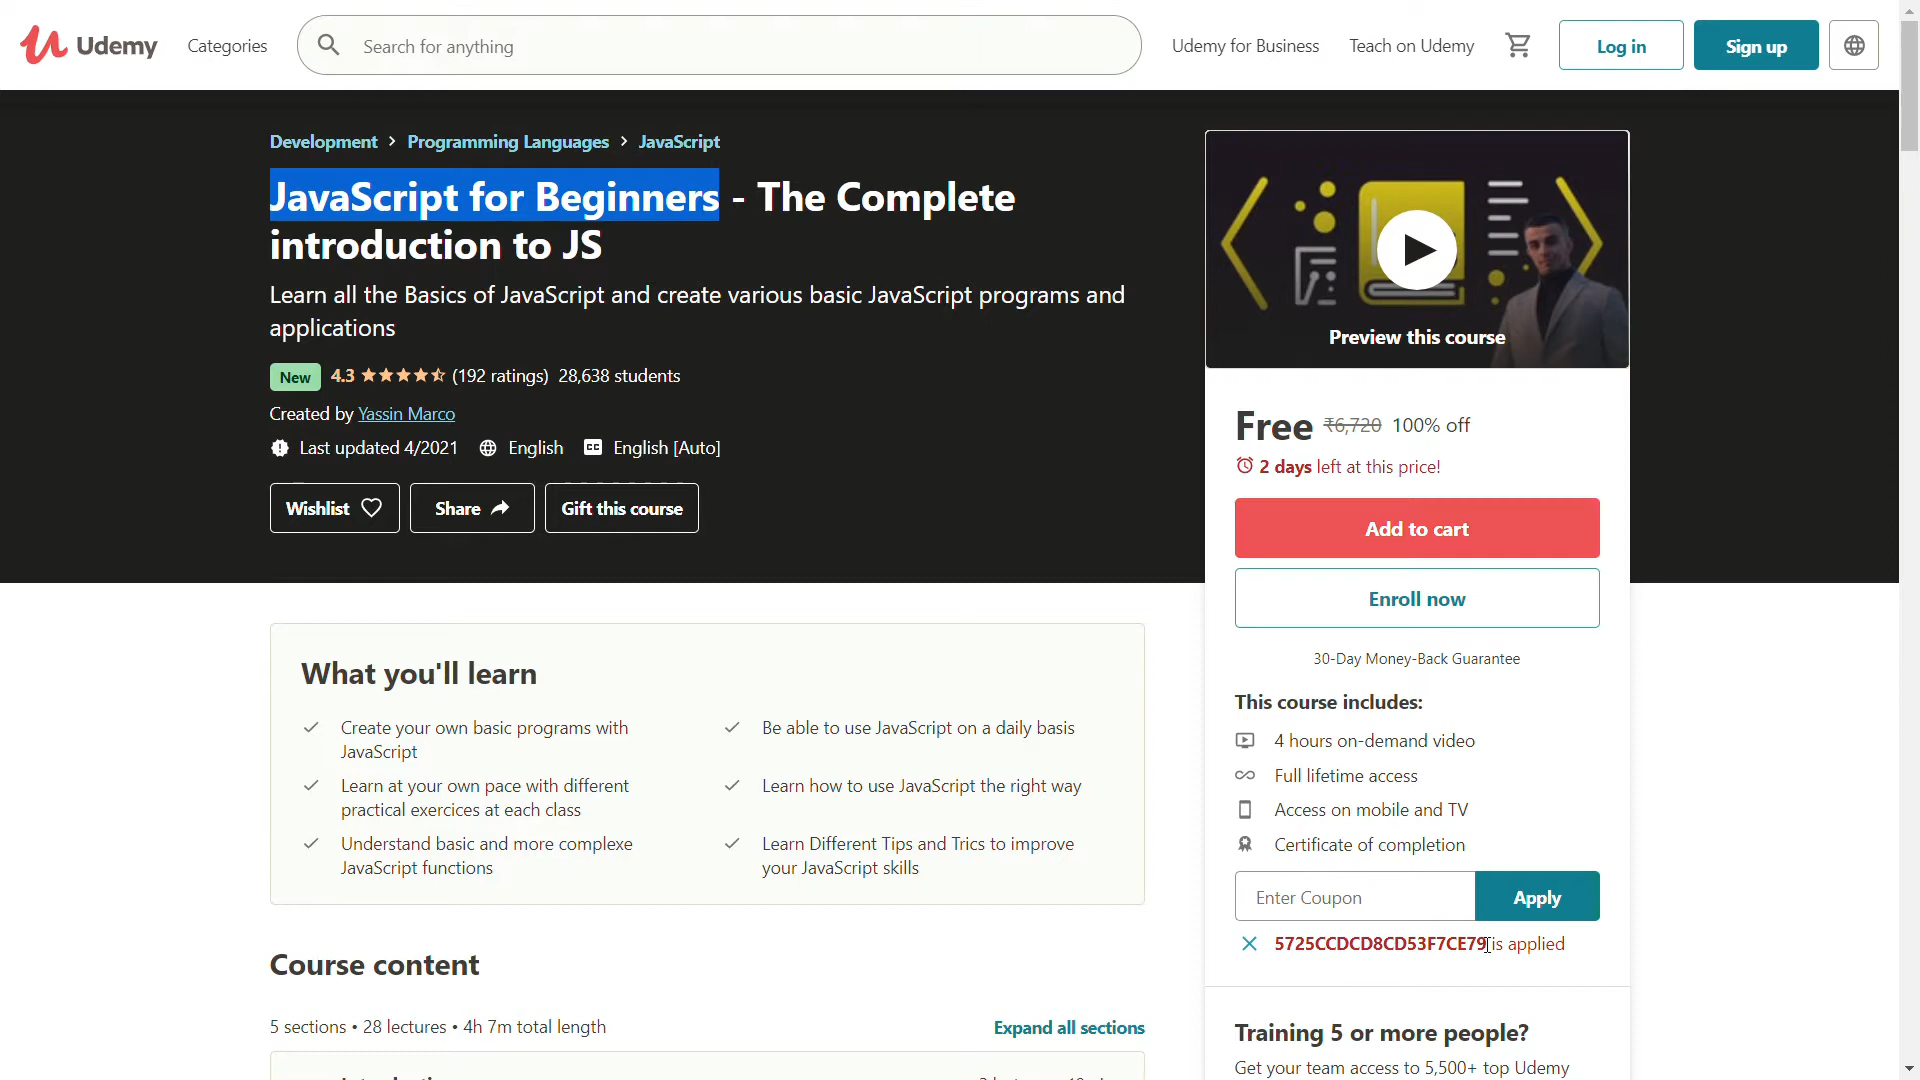 Udemy
Categories
Search for anything
Udemy for Business
Teach on Udemy
Log in
Sign up
Development > Programming Languages > JavaScript
JavaScript for Beginners - The Complete
introduction to JS
Learn all the Basics of JavaScript and create various basic JavaScript programs and
applications
New 4.3 (192 ratings) 28,638 students
Created by Yassin Marco
Last updated 4/2021 English CC English [Auto]
Wishlist
Share
Gift this course
Preview this course
Free ₹6,720 100% off
2 days left at this price!
Add to cart
Enroll now
30-Day Money-Back Guarantee
This course includes:
4 hours on-demand video
Full lifetime access
Access on mobile and TV
Certificate of completion
Enter Coupon
Apply
5725CCDCD8CD53F7CE79 is applied
Training 5 or more people?
Get your team access to 5,500+ top Udemy
What you'll learn
Create your own basic programs with
JavaScript
Be able to use JavaScript on a daily basis
Learn at your own pace with different
practical exercices at each class
Learn how to use JavaScript the right way
Understand basic and more complexe
JavaScript functions
Learn Different Tips and Trics to improve
your JavaScript skills
Course content
5 sections • 28 lectures • 4h 7m total length
Expand all sections